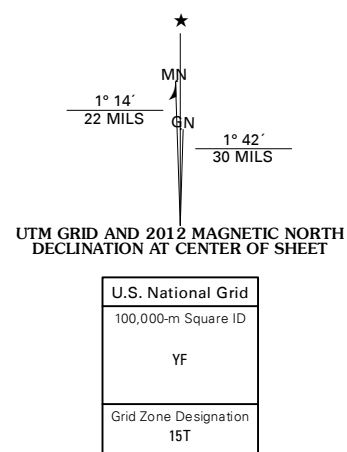 ★
MN
1° 14´
22 MILS
GN
1° 42´
30 MILS
UTM GRID AND 2012 MAGNETIC NORTH
DECLINATION AT CENTER OF SHEET
U.S. National Grid
100,000-m Square ID
YF
Grid Zone Designation
15T